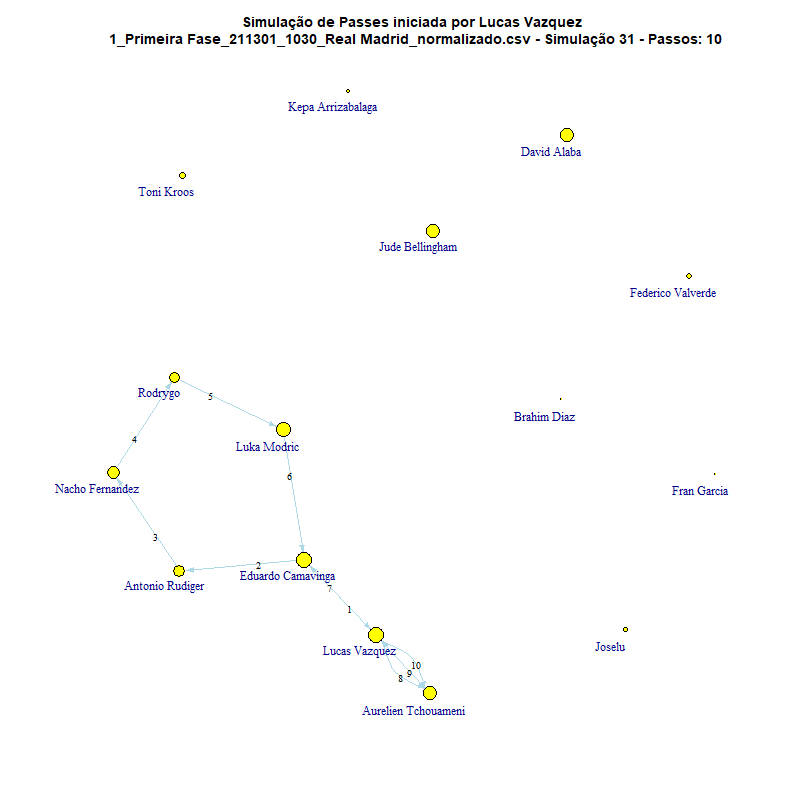 Simulação de Passes iniciada por Lucas Vazquez
1_Primeira Fase_211301_1030_Real Madrid_normalizado.csv - Simulação 31 - Passos: 10
Kepa Arrizabalaga
David Alaba
Toni Kroos
Jude Bellingham
Federico Valverde
Rodrygo
5
Brahim Diaz
4
Luka Modric
6
Nacho Fernandez
Fran Garcia
3
2
Eduardo Camavinga
Antonio Rudiger
7
1
Lucas Vazquez
Joselu
10
9
8
Aurelien Tchouameni